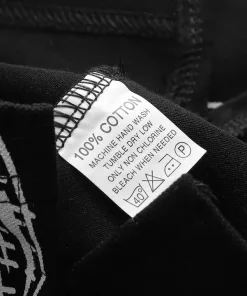 100% COTTON
MACHINE HAND WASH
TUMBLE DRY LOW
ONLY NON CHLORINE
BLEACH WHEN NEEDED
40°
P